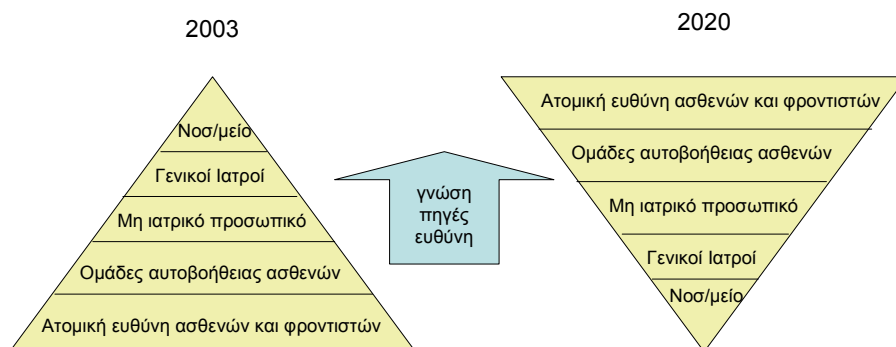 2003
Νοσ/μείο
Γενικοί Ιατροί
Μη ιατρικό προσωπικό
Ομάδες αυτοβοήθειας ασθενών
Ατομική ευθύνη ασθενών και φροντιστών
γνώση
πηγές
ευθύνη
2020
Ατομική ευθύνη ασθενών και φροντιστών
Ομάδες αυτοβοήθειας ασθενών
Μη ιατρικό προσωπικό
Γενικοί Ιατροί
Νοσ/μείο